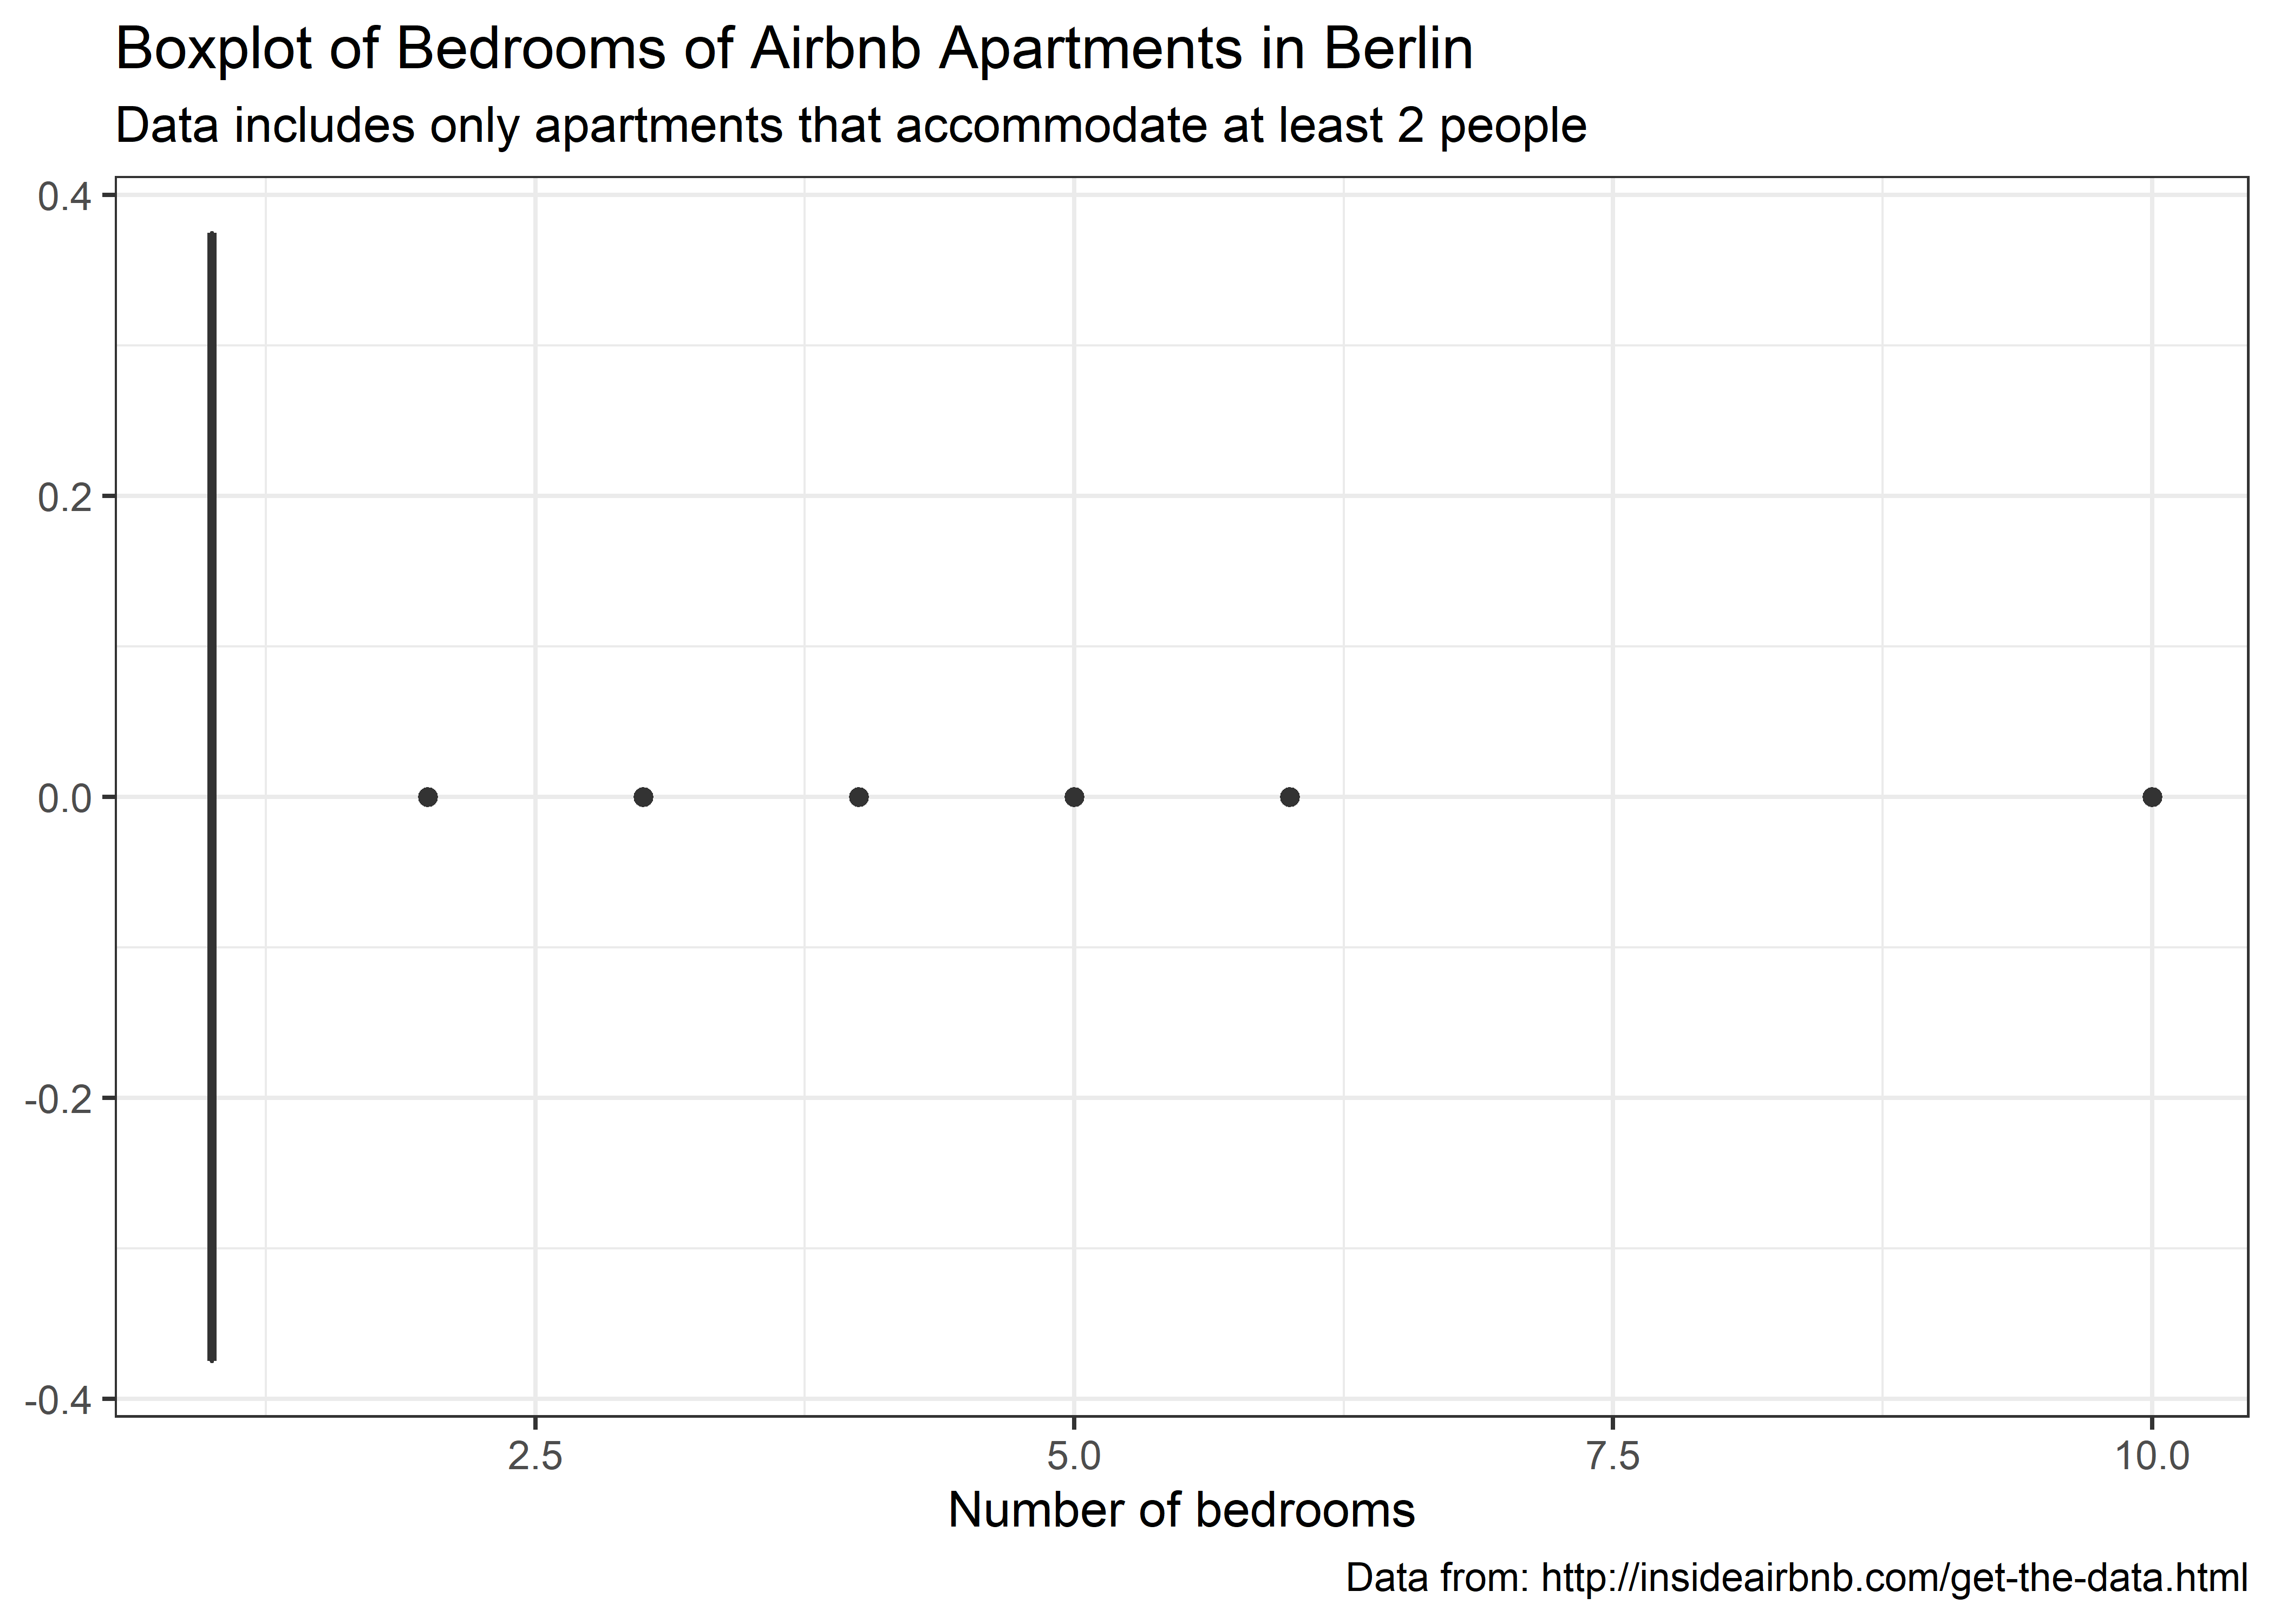 Boxplot of Bedrooms of Airbnb Apartments in Berlin
Data includes only apartments that accommodate at least 2 people
0.4
0.2
0.0
-0.2
-0.4
2.5 5.0 7.5 10.0
Number of bedrooms
Data from: http://insideairbnb.com/get-the-data.html